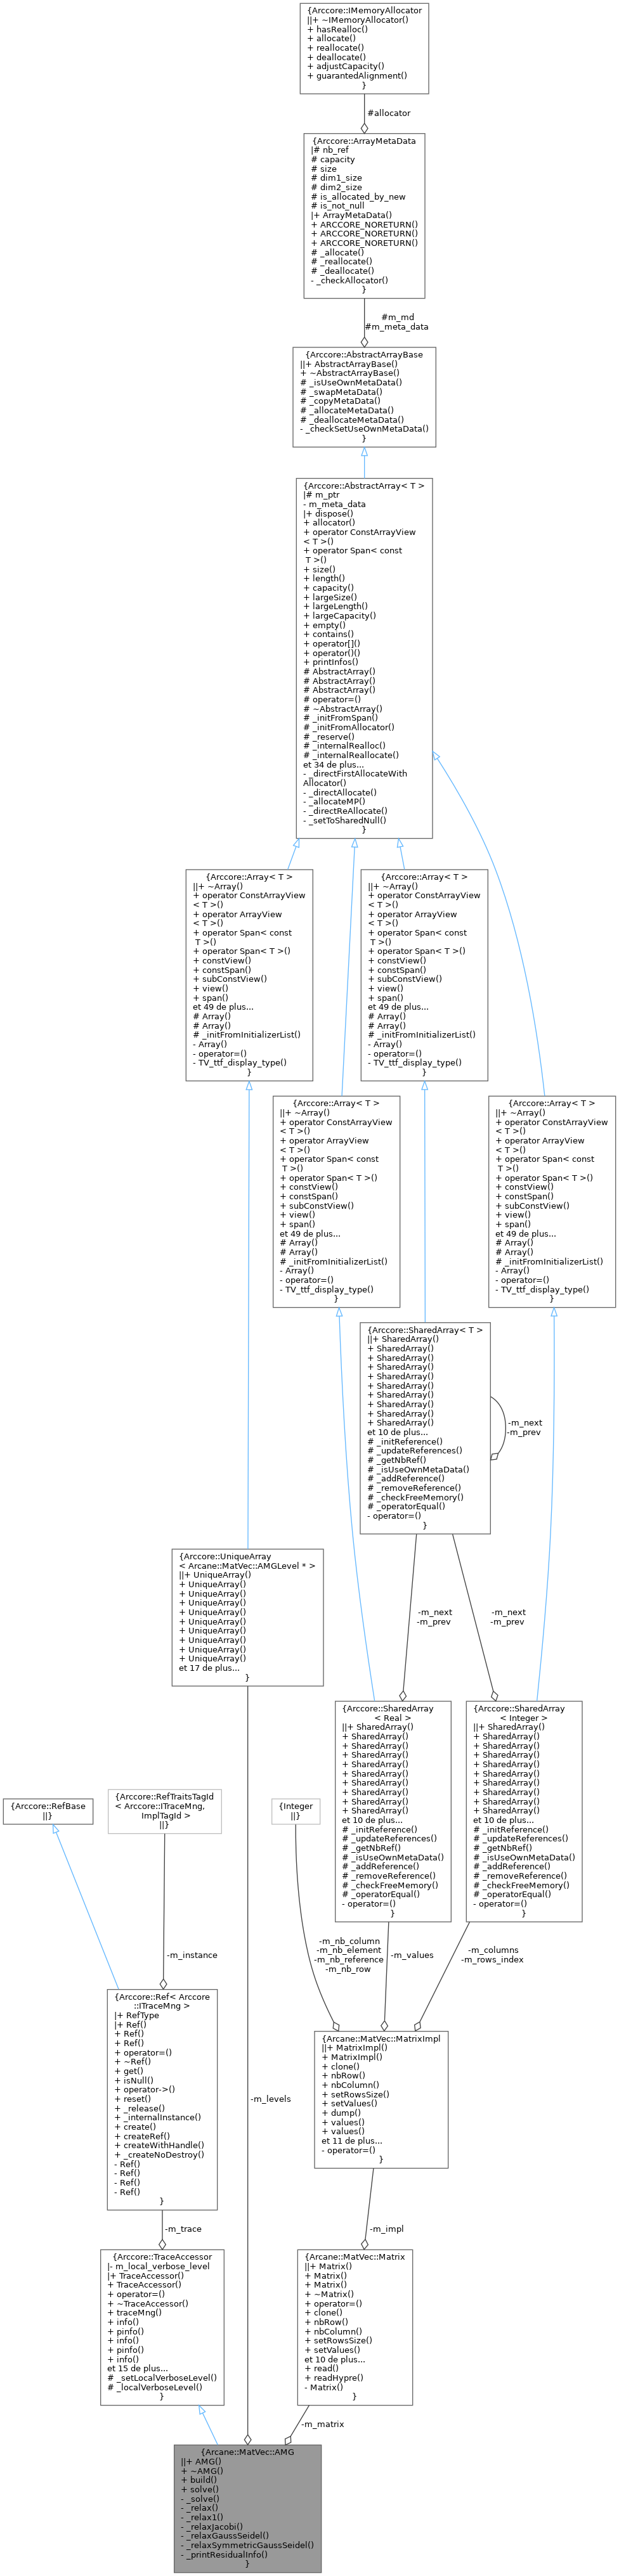 {Arccore::IMemoryAllocator
||+ ~IMemoryAllocator()
+ hasRealloc()
+ allocate()
+ reallocate()
+ deallocate()
+ adjustCapacity()
+ guarantedAlignment()
}
#allocator
{Arccore::ArrayMetaData
|# nb_ref
# capacity
# size
# dim1_size
# dim2_size
# is_allocated_by_new
# is_not_null
|+ ArrayMetaData()
+ ARCCORE_NORETURN()
+ ARCCORE_NORETURN()
+ ARCCORE_NORETURN()
# _allocate()
# _reallocate()
# _deallocate()
- _checkAllocator()
}
#m_md
#m_meta_data
{Arccore::AbstractArrayBase
||+ AbstractArrayBase()
+ ~AbstractArrayBase()
# _isUseOwnMetaData()
# _swapMetaData()
# _copyMetaData()
# _allocateMetaData()
# _deallocateMetaData()
- _checkSetUseOwnMetaData()
}
{Arccore::AbstractArray< T >
|# m_ptr
- m_meta_data
|+ dispose()
+ allocator()
+ operator ConstArrayView
< T >()
+ operator Span< const
T >()
+ size()
+ length()
+ capacity()
+ largeSize()
+ largeLength()
+ largeCapacity()
+ empty()
+ contains()
+ operator[]()
+ operator()()
+ printInfos()
# AbstractArray()
# AbstractArray()
# AbstractArray()
# operator=()
# ~AbstractArray()
# _initFromSpan()
# _initFromAllocator()
# _reserve()
# _internalRealloc()
# _internalReallocate()
et 34 de plus...
- _directFirstAllocateWith
Allocator()
- _directAllocate()
- _allocateMP()
- _directReAllocate()
- _setToSharedNull()
}
{Arccore::Array< T >
||+ ~Array()
+ operator ConstArrayView
< T >()
+ operator ArrayView
< T >()
+ operator Span< const
T >()
+ operator Span< T >()
+ constView()
+ constSpan()
+ subConstView()
+ view()
+ span()
et 49 de plus...
# Array()
# Array()
# _initFromInitializerList()
- Array()
- operator=()
- TV_ttf_display_type()
}
{Arccore::Array< T >
||+ ~Array()
+ operator ConstArrayView
< T >()
+ operator ArrayView
< T >()
+ operator Span< const
T >()
+ operator Span< T >()
+ constView()
+ constSpan()
+ subConstView()
+ view()
+ span()
et 49 de plus...
# Array()
# Array()
# _initFromInitializerList()
- Array()
- operator=()
- TV_ttf_display_type()
}
{Arccore::Array< T >
||+ ~Array()
+ operator ConstArrayView
< T >()
+ operator ArrayView
< T >()
+ operator Span< const
T >()
+ operator Span< T >()
+ constView()
+ constSpan()
+ subConstView()
+ view()
+ span()
et 49 de plus...
# Array()
# Array()
# _initFromInitializerList()
- Array()
- operator=()
- TV_ttf_display_type()
}
{Arccore::Array< T >
||+ ~Array()
+ operator ConstArrayView
< T >()
+ operator ArrayView
< T >()
+ operator Span< const
T >()
+ operator Span< T >()
+ constView()
+ constSpan()
+ subConstView()
+ view()
+ span()
et 49 de plus...
# Array()
# Array()
# _initFromInitializerList()
- Array()
- operator=()
- TV_ttf_display_type()
}
{Arccore::SharedArray< T >
||+ SharedArray()
+ SharedArray()
+ SharedArray()
+ SharedArray()
+ SharedArray()
+ SharedArray()
+ SharedArray()
+ SharedArray()
+ SharedArray()
+ SharedArray()
et 10 de plus...
# _initReference()
# _updateReferences()
# _getNbRef()
# _isUseOwnMetaData()
# _addReference()
# _removeReference()
# _checkFreeMemory()
# _operatorEqual()
- operator=()
}
-m_next
-m_prev
{Arccore::UniqueArray
< Arcane::MatVec::AMGLevel * >
||+ UniqueArray()
+ UniqueArray()
+ UniqueArray()
+ UniqueArray()
+ UniqueArray()
+ UniqueArray()
+ UniqueArray()
+ UniqueArray()
+ UniqueArray()
+ UniqueArray()
et 17 de plus...
}
-m_next
-m_prev
-m_next
-m_prev
{Arccore::SharedArray
< Real >
||+ SharedArray()
+ SharedArray()
+ SharedArray()
+ SharedArray()
+ SharedArray()
+ SharedArray()
+ SharedArray()
+ SharedArray()
+ SharedArray()
+ SharedArray()
et 10 de plus...
# _initReference()
# _updateReferences()
# _getNbRef()
# _isUseOwnMetaData()
# _addReference()
# _removeReference()
# _checkFreeMemory()
# _operatorEqual()
- operator=()
}
{Arccore::SharedArray
< Integer >
||+ SharedArray()
+ SharedArray()
+ SharedArray()
+ SharedArray()
+ SharedArray()
+ SharedArray()
+ SharedArray()
+ SharedArray()
+ SharedArray()
+ SharedArray()
et 10 de plus...
# _initReference()
# _updateReferences()
# _getNbRef()
# _isUseOwnMetaData()
# _addReference()
# _removeReference()
# _checkFreeMemory()
# _operatorEqual()
- operator=()
}
{Arccore::RefBase
||}
{Arccore::RefTraitsTagId
< Arccore::ITraceMng,
ImplTagId >
||}
{Integer
||}
-m_instance
-m_nb_column
-m_nb_element
-m_nb_reference
-m_nb_row
-m_values
-m_columns
-m_rows_index
{Arccore::Ref< Arccore
::ITraceMng >
|+ RefType
|+ Ref()
+ Ref()
+ Ref()
+ operator=()
+ ~Ref()
+ get()
+ isNull()
+ operator->()
+ reset()
+ _release()
+ _internalInstance()
+ create()
+ createRef()
+ createWithHandle()
+ _createNoDestroy()
- Ref()
- Ref()
- Ref()
- Ref()
}
-m_levels
{Arcane::MatVec::MatrixImpl
||+ MatrixImpl()
+ MatrixImpl()
+ clone()
+ nbRow()
+ nbColumn()
+ setRowsSize()
+ setValues()
+ dump()
+ values()
+ values()
et 11 de plus...
- operator=()
}
-m_trace
-m_impl
{Arccore::TraceAccessor
|- m_local_verbose_level
|+ TraceAccessor()
+ TraceAccessor()
+ operator=()
+ ~TraceAccessor()
+ traceMng()
+ info()
+ pinfo()
+ info()
+ pinfo()
+ info()
et 15 de plus...
# _setLocalVerboseLevel()
# _localVerboseLevel()
}
{Arcane::MatVec::Matrix
||+ Matrix()
+ Matrix()
+ Matrix()
+ ~Matrix()
+ operator=()
+ clone()
+ nbRow()
+ nbColumn()
+ setRowsSize()
+ setValues()
et 10 de plus...
+ read()
+ readHypre()
- Matrix()
}
-m_matrix
{Arcane::MatVec::AMG
||+ AMG()
+ ~AMG()
+ build()
+ solve()
- _solve()
- _relax()
- _relax1()
- _relaxJacobi()
- _relaxGaussSeidel()
- _relaxSymmetricGaussSeidel()
- _printResidualInfo()
}